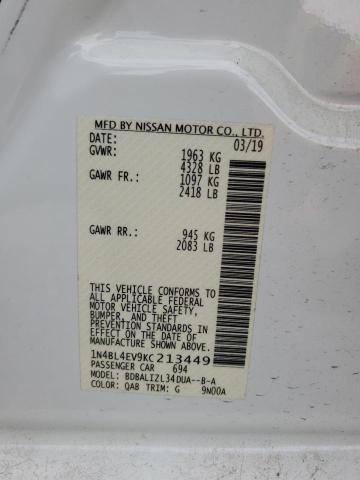 MFD BY NISSAN MOTOR CO., LTD.
DATE: 03/19
GVWR: 1963 KG
4328 LB
GAWR FR.: 1097 KG
2418 LB
GAWR RR.: 945 KG
2083 LB
THIS VEHICLE CONFORMS TO
ALL APPLICABLE FEDERAL
MOTOR VEHICLE SAFETY,
BUMPER, AND THEFT
PREVENTION STANDARDS
IN EFFECT ON THE DATE OF
MANUFACTURE SHOWN ABOVE.
1N4BL4EV9KC213449
PASSENGER CAR 694
MODEL: BDBALIZL34DUA--B-A
COLOR: QAB TRIM: G 9N00A